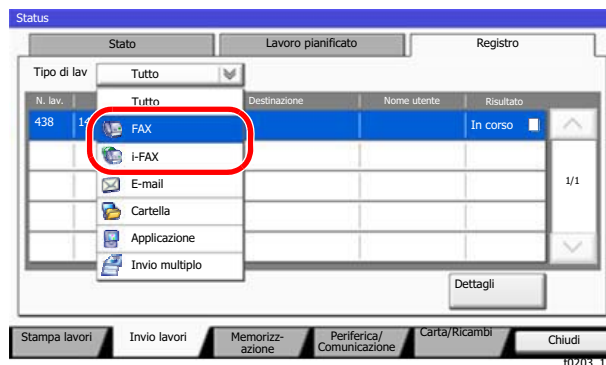 Status
Stato
Lavoro pianificato
Registro
Tipo di lav
Tutto
N. lav.
Tutto
Destinazione
Nome utente
Risultato
438
14
FAX
In corso
i-FAX
1/1
E-mail
Cartella
Applicazione
Invio multiplo
Dettagli
Stampa lavori
Invio lavori
Memorizz-
azione
Periferica/
Comunicazione
Carta/Ricambi
Chiudi